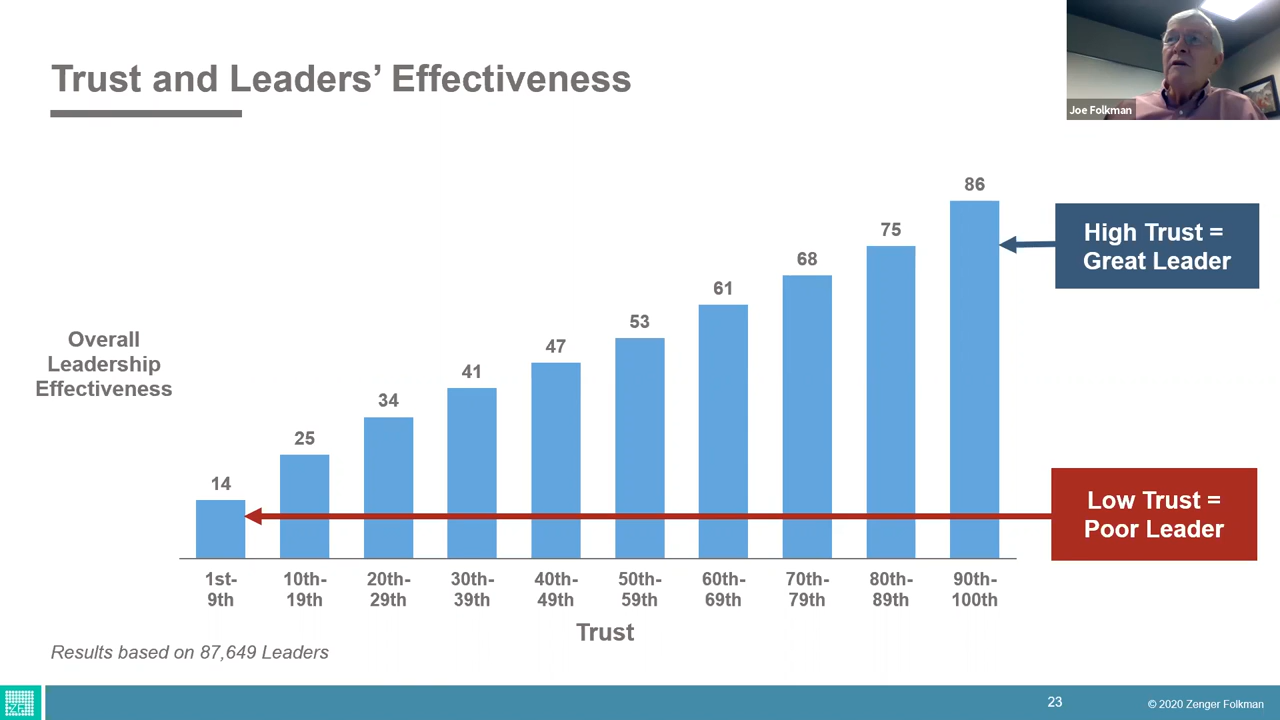 Trust and Leaders’ Effectiveness
Joe Folkman
86
75
68
61
53
47
41
34
25
14
High Trust =
Great Leader
Overall
Leadership
Effectiveness
Low Trust =
Poor Leader
1st-
9th
10th-
19th
20th-
29th
30th-
39th
40th-
49th
50th-
59th
60th-
69th
70th-
79th
80th-
89th
90th-
100th
Trust
Results based on 87,649 Leaders
ZF
23
© 2020 Zenger Folkman